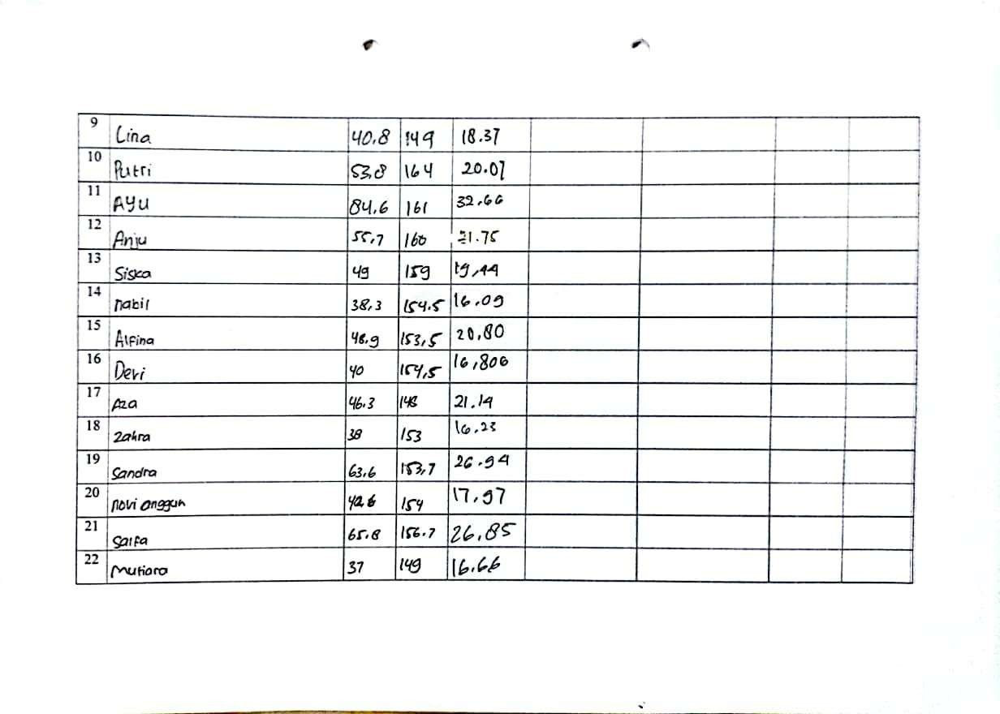 9 Lina 40.8 149 18.37
10 Putri 53,8 164 20.07
11 AYU 84,6 161 32,66
12 Anju 55,7 160 21.75
13 Siska 49 159 19,44
14 nabil 38,3 154.5 16.09
15 Alfina 48,9 153,5 20,80
16 Devi 40 154,5 16,806
17 Aza 46.3 148 21.14
18 Zahra 38 153 16.23
19 Sandra 63,6 153,7 26.94
20 novi anggun 42.6 154 17,97
21 Saifa 65.8 156.7 26,85
22 Mutiara 37 149 16.66